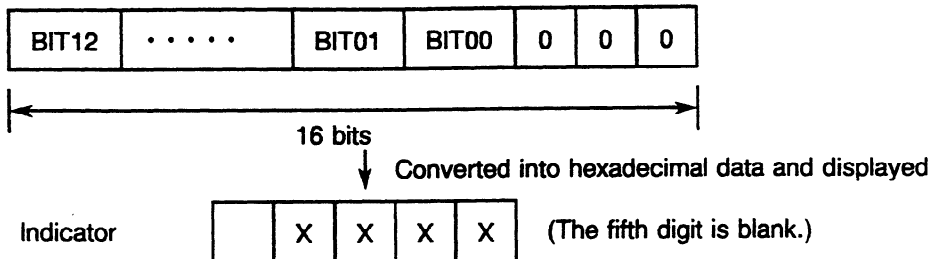 BIT12 ····· BIT01 BIT00 0 0 0
16 bits
Converted into hexadecimal data and displayed
Indicator X X X X (The fifth digit is blank.)